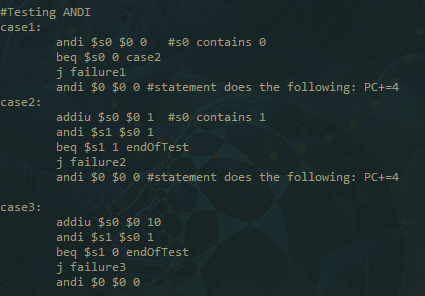 #Testing ANDI
case1:
andi $s0 $0 0 #s0 contains 0
beq $s0 0 case2
j failure1
andi $0 $0 0 #statement does the following: PC+=4
case2:
addiu $s0 $0 1 #s0 contains 1
andi $s1 $s0 1
beq $s1 1 endOfTest
j failure2
andi $0 $0 0 #statement does the following: PC+=4
case3:
addiu $s0 $0 10
andi $s1 $s0 1
beq $s1 0 endOfTest
j failure3
andi $0 $0 0